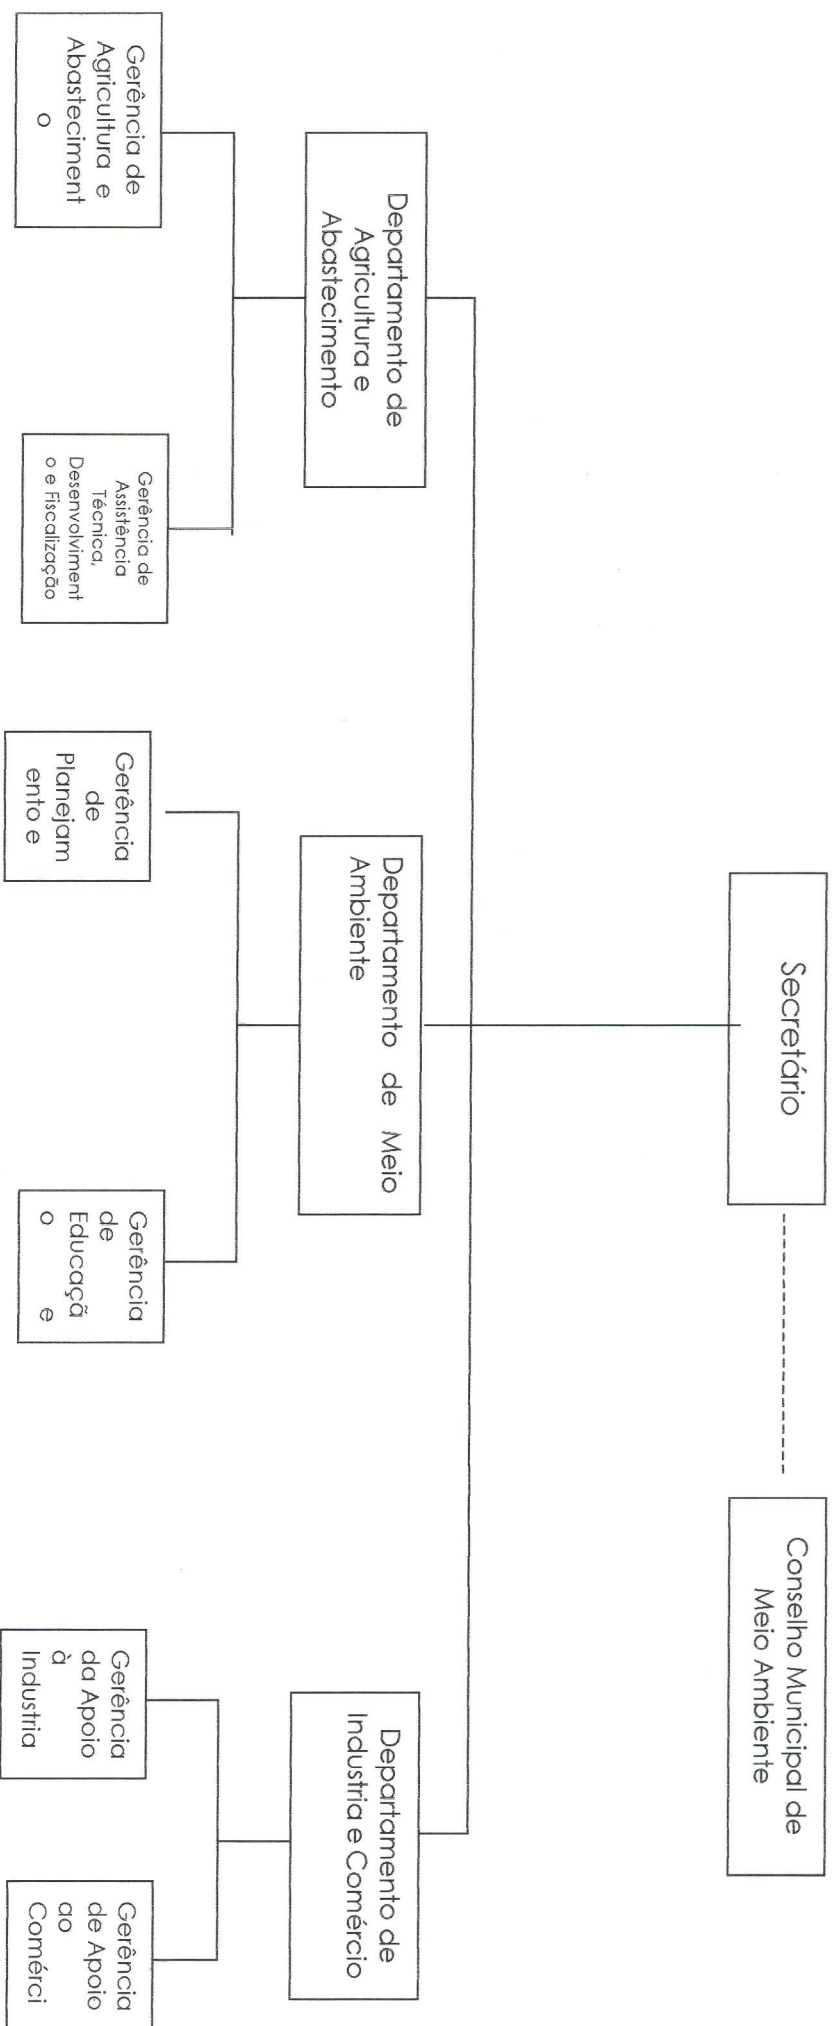 Secretário
Conselho Municipal de
Meio Ambiente
Departamento de
Agricultura e
Abastecimento
Departamento de Meio
Ambiente
Departamento de
Industria e Comércio
Gerência de
Agricultura e
Abasteciment
o
Gerência de
Assistência
Técnica,
Desenvolviment
o e Fiscalização
Gerência
de
Planejam
ento e
Gerência
de
Educaçã
o e
Gerência
da Apoio
à
Industria
Gerência
de Apoio
ao
Comérci